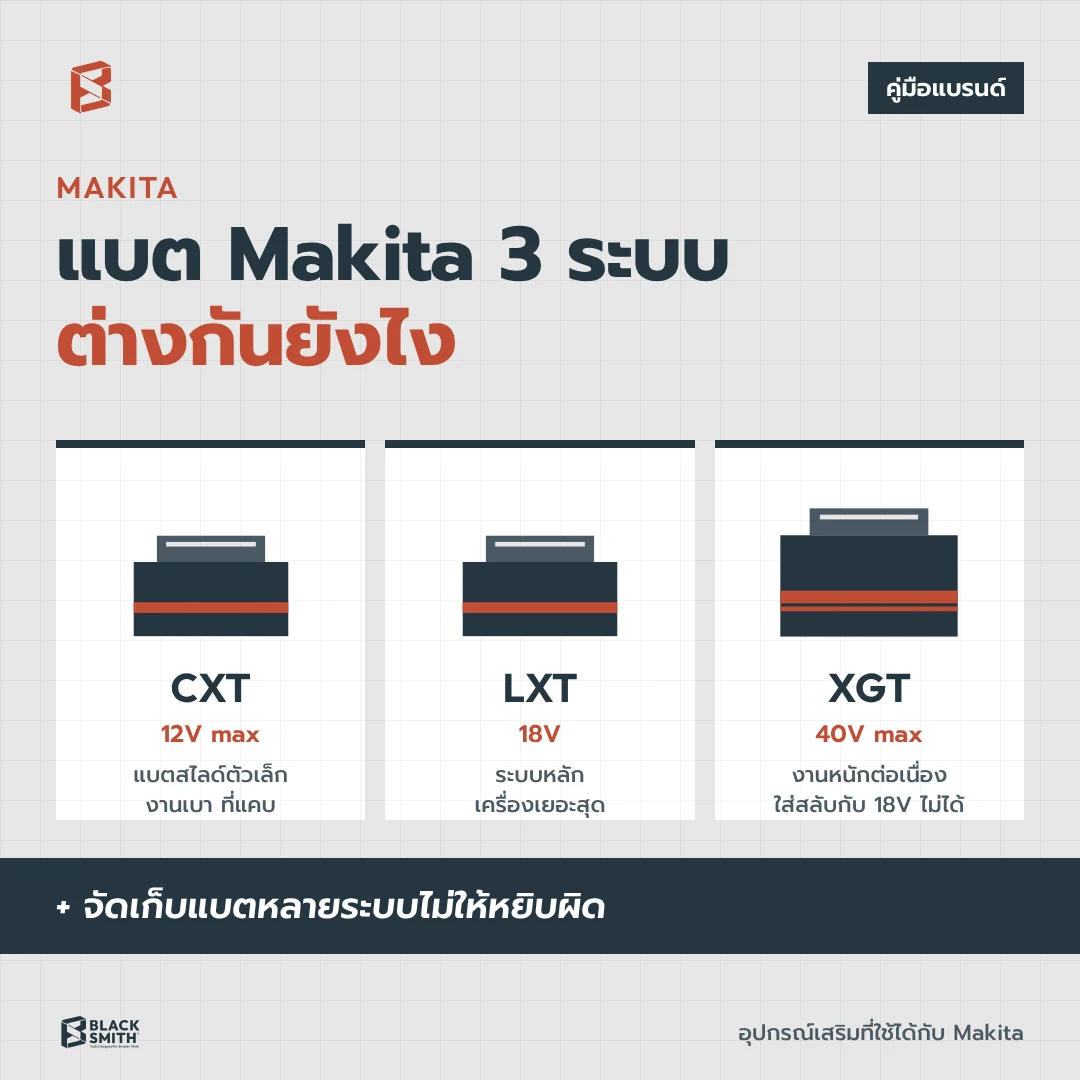 คู่มือแบรนด์
MAKITA
แบต Makita 3 ระบบ
ต่างกันยังไง
CXT
12V max
แบตสไลด์ตัวเล็ก
งานเบา ที่แคบ
LXT
18V
ระบบหลัก
เครื่องเยอะสุด
XGT
40V max
งานหนักต่อเนื่อง
ใส่สลับกับ 18V ไม่ได้
+ จัดเก็บแบตหลายระบบไม่ให้หยิบผิด
BLACK
SMITH
อุปกรณ์เสริมที่ใช้ได้กับ Makita